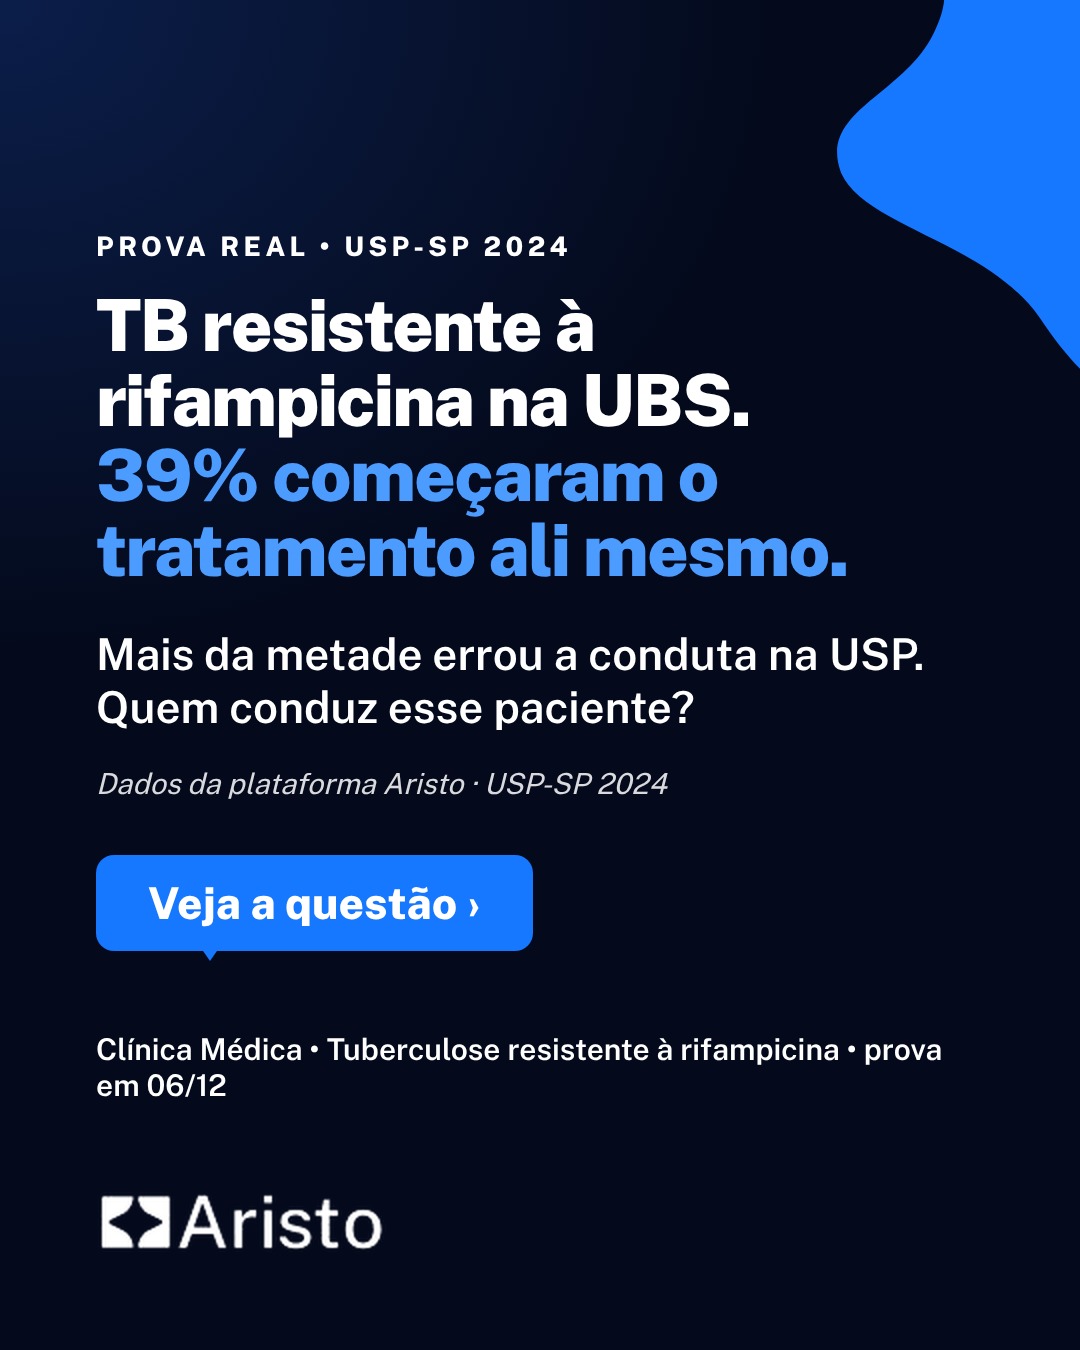 PROVA REAL • USP-SP 2024
TB resistente à
rifampicina na UBS.
39% começaram o
tratamento ali mesmo.
Mais da metade errou a conduta na USP.
Quem conduz esse paciente?
Dados da plataforma Aristo · USP-SP 2024
Veja a questão ›
Clínica Médica • Tuberculose resistente à rifampicina • prova
em 06/12
Aristo